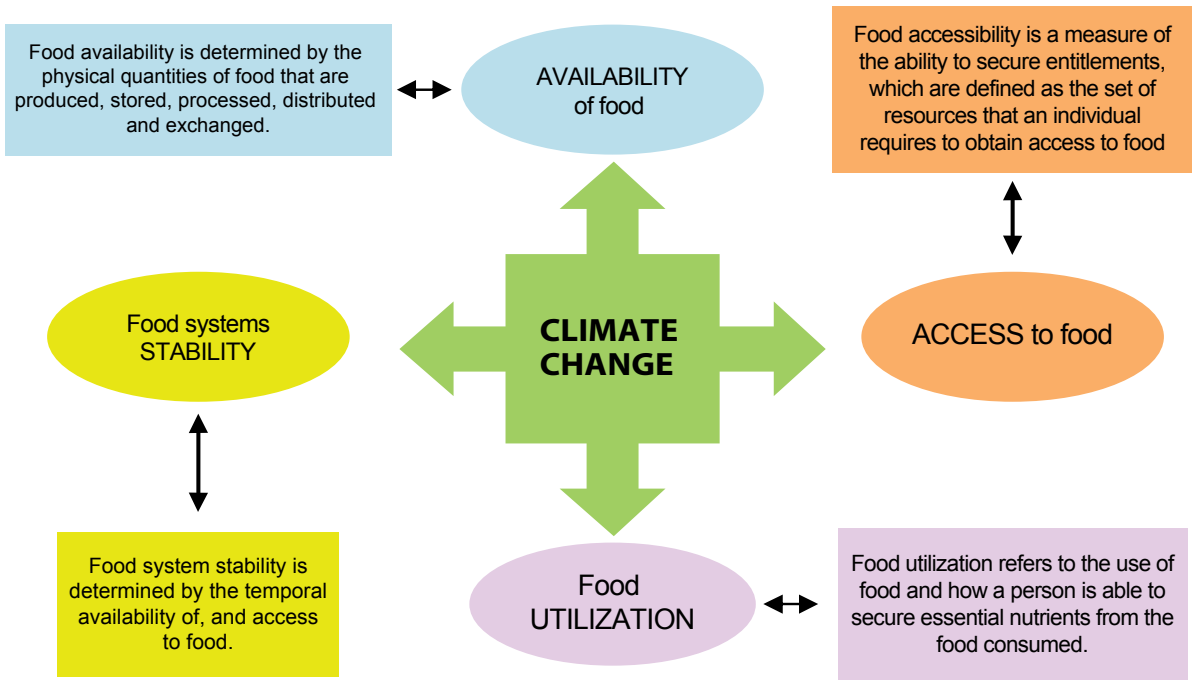 Food availability is determined by the
physical quantities of food that are
produced, stored, processed, distributed
and exchanged.
AVAILABILITY
of food
Food accessibility is a measure of
the ability to secure entitlements,
which are defined as the set of
resources that an individual
requires to obtain access to food
Food systems
STABILITY
CLIMATE
CHANGE
ACCESS to food
Food system stability is
determined by the temporal
availability of, and access
to food.
Food
UTILIZATION
Food utilization refers to the use of
food and how a person is able to
secure essential nutrients from the
food consumed.